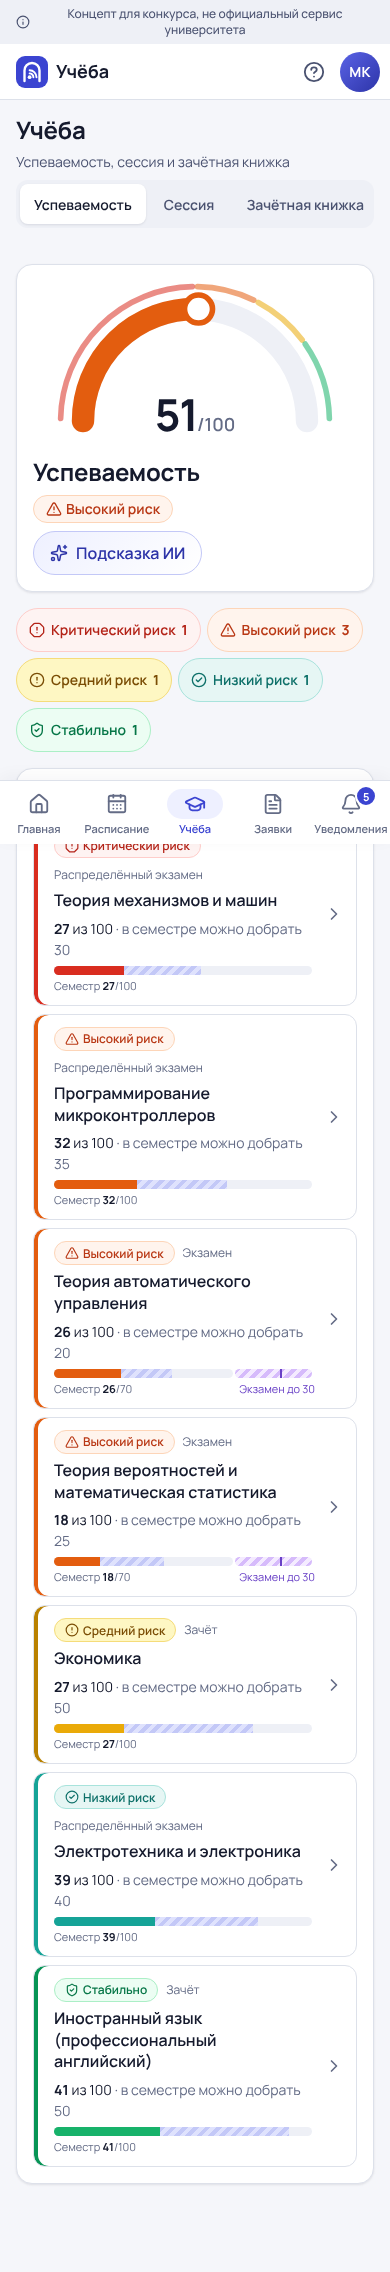 Концепт для конкурса, не официальный сервис
университета
Учёба
МК
Учёба
Успеваемость, сессия и зачётная книжка
Успеваемость
Сессия
Зачётная книжка
51/100
Успеваемость
Высокий риск
Подсказка ИИ
Критический риск 1
Высокий риск 3
Средний риск 1
Низкий риск 1
Стабильно 1
5
Главная
Расписание
Учёба
Заявки
Уведомления
Критический риск
Распределённый экзамен
Теория механизмов и машин
27 из 100 · в семестре можно добрать
30
Семестр 27/100
Высокий риск
Распределённый экзамен
Программирование
микроконтроллеров
32 из 100 · в семестре можно добрать
35
Семестр 32/100
Высокий риск Экзамен
Теория автоматического
управления
26 из 100 · в семестре можно добрать
20
Семестр 26/70
Экзамен до 30
Высокий риск Экзамен
Теория вероятностей и
математическая статистика
18 из 100 · в семестре можно добрать
25
Семестр 18/70
Экзамен до 30
Средний риск Зачёт
Экономика
27 из 100 · в семестре можно добрать
50
Семестр 27/100
Низкий риск
Распределённый экзамен
Электротехника и электроника
39 из 100 · в семестре можно добрать
40
Семестр 39/100
Стабильно Зачёт
Иностранный язык
(профессиональный
английский)
41 из 100 · в семестре можно добрать
50
Семестр 41/100